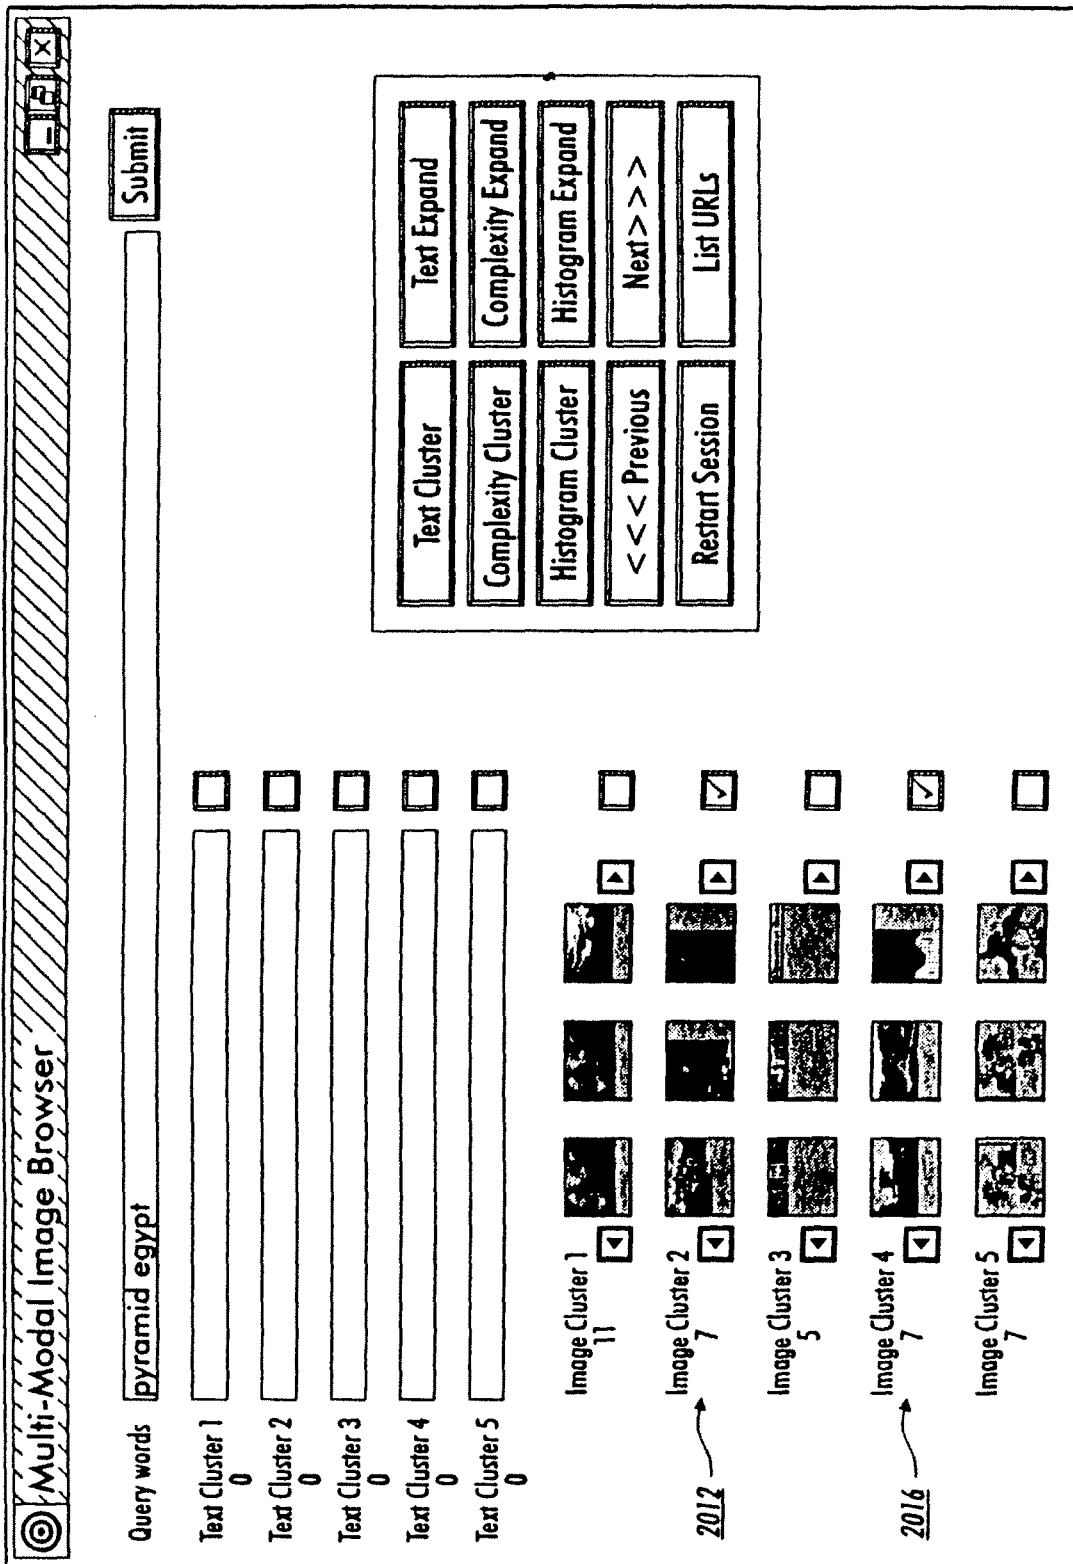 Multi-Modal Image Browser
Query words pyramid egypt Submit
Text Cluster 1
0
Text Cluster 2
0
Text Cluster 3
0
Text Cluster 4
0
Text Cluster 5
0
Image Cluster 1
11
Image Cluster 2
7
2012
Image Cluster 3
5
Image Cluster 4
7
2016
Image Cluster 5
7
Text Cluster Text Expand
Complexity Cluster Complexity Expand
Histogram Cluster Histogram Expand
< < < Previous Next > > >
Restart Session List URLs